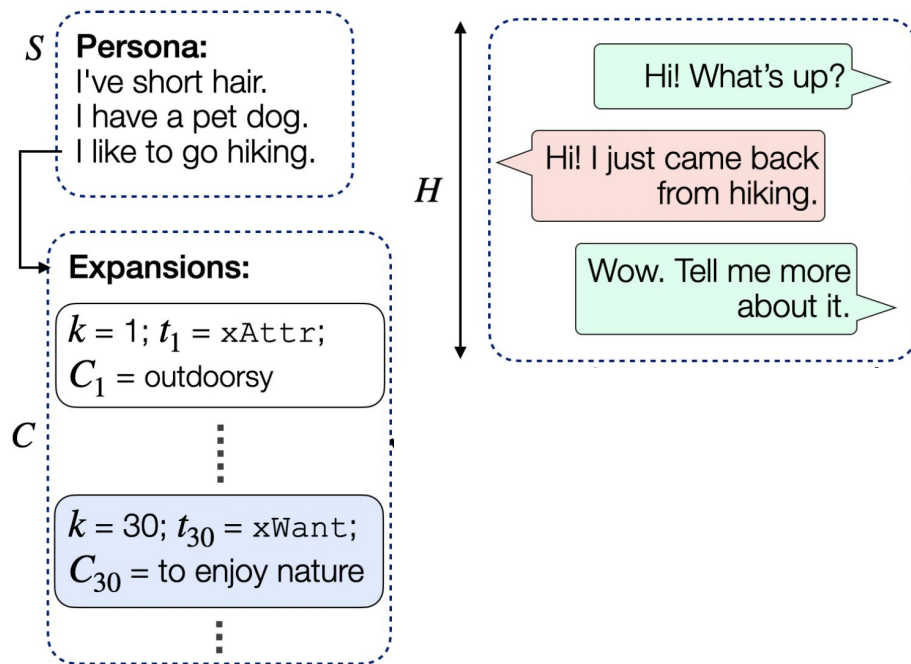 S
Persona:
I've short hair.
I have a pet dog.
I like to go hiking.
Expansions:
C
k = 1; t₁ = xAttr;
C₁ = outdoorsy
k = 30; t₃₀ = xWant;
C₃₀ = to enjoy nature
H
Hi! What's up?
Hi! I just came back
from hiking.
Wow. Tell me more
about it.